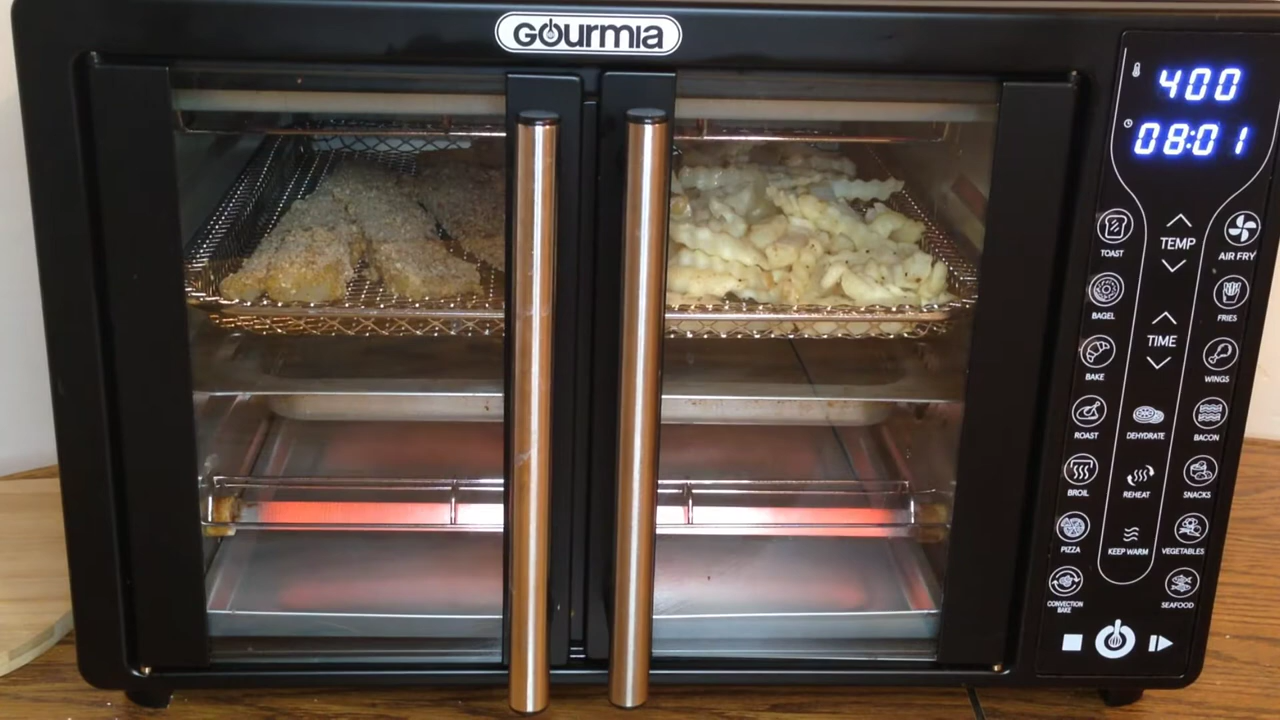 GOurmia
400
08:01
TOAST
TEMP
AIR FRY
BAGEL
FRIES
TIME
BAKE
WINGS
ROAST
DEHYDRATE
BACON
BROIL
REHEAT
SNACKS
PIZZA
KEEP WARM
VEGETABLES
CONVECTION
BAKE
SEAFOOD